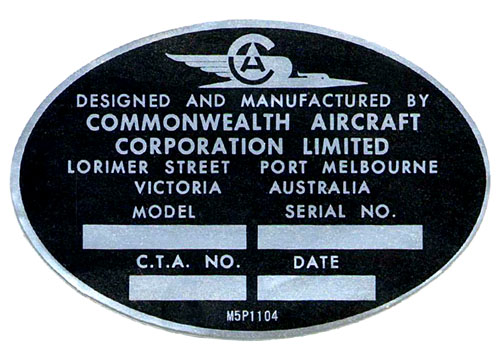 CA
DESIGNED AND MANUFACTURED BY
COMMONWEALTH AIRCRAFT
CORPORATION LIMITED
LORIMER STREET PORT MELBOURNE
VICTORIA AUSTRALIA
MODEL SERIAL NO.
C.T.A. NO. DATE
M5P1104